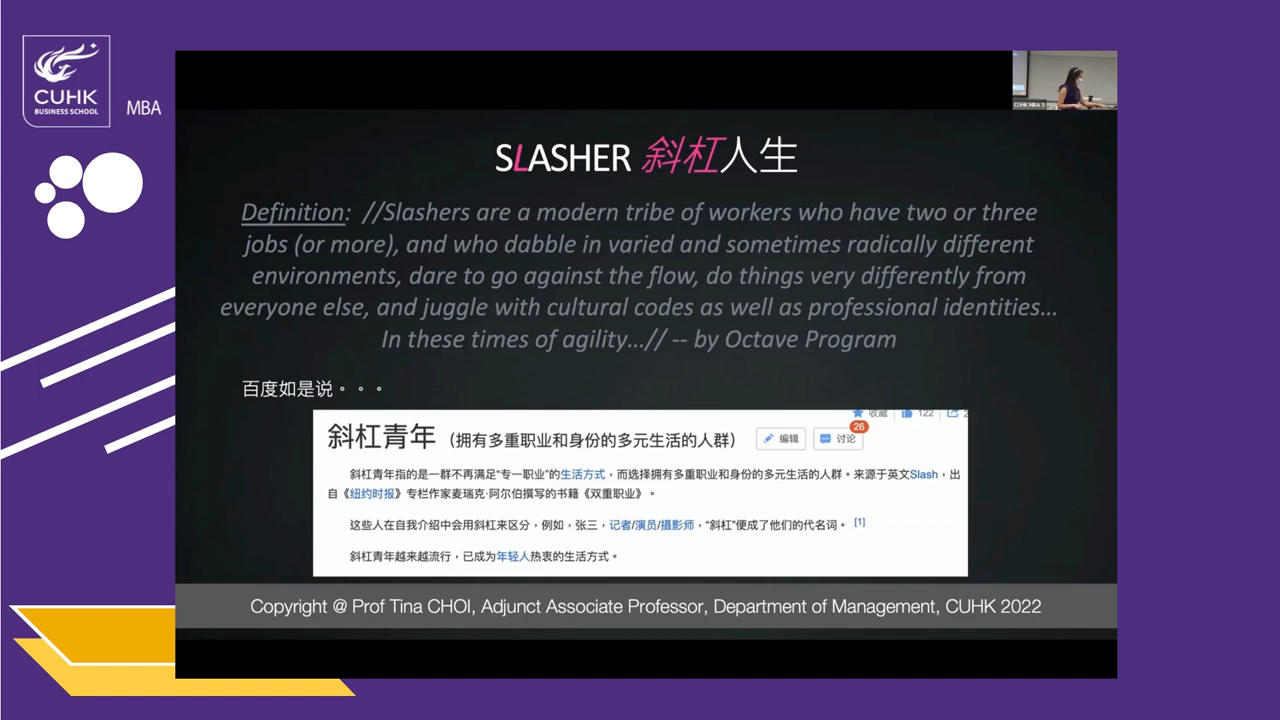 CUHK
BUSINESS SCHOOL
MBA
CUHK MBA 3
SLASHER 斜杠人生
Definition: //Slashers are a modern tribe of workers who have two or three
jobs (or more), and who dabble in varied and sometimes radically different
environments, dare to go against the flow, do things very differently from
everyone else, and juggle with cultural codes as well as professional identities…
In these times of agility…// -- by Octave Program
百度如是说。。。
收藏 122 2
斜杠青年 (拥有多重职业和身份的多元生活的人群) 编辑 讨论 26
斜杠青年指的是一群不再满足“专一职业”的生活方式,而选择拥有多重职业和身份的多元生活的人群。来源于英文Slash,出
自《纽约时报》专栏作家麦瑞克·阿尔伯撰写的书籍《双重职业》。
这些人在自我介绍中会用斜杠来区分,例如,张三,记者/演员/摄影师,“斜杠”便成了他们的代名词。 [1]
斜杠青年越来越流行,已成为年轻人热衷的生活方式。
Copyright @ Prof Tina CHOI, Adjunct Associate Professor, Department of Management, CUHK 2022